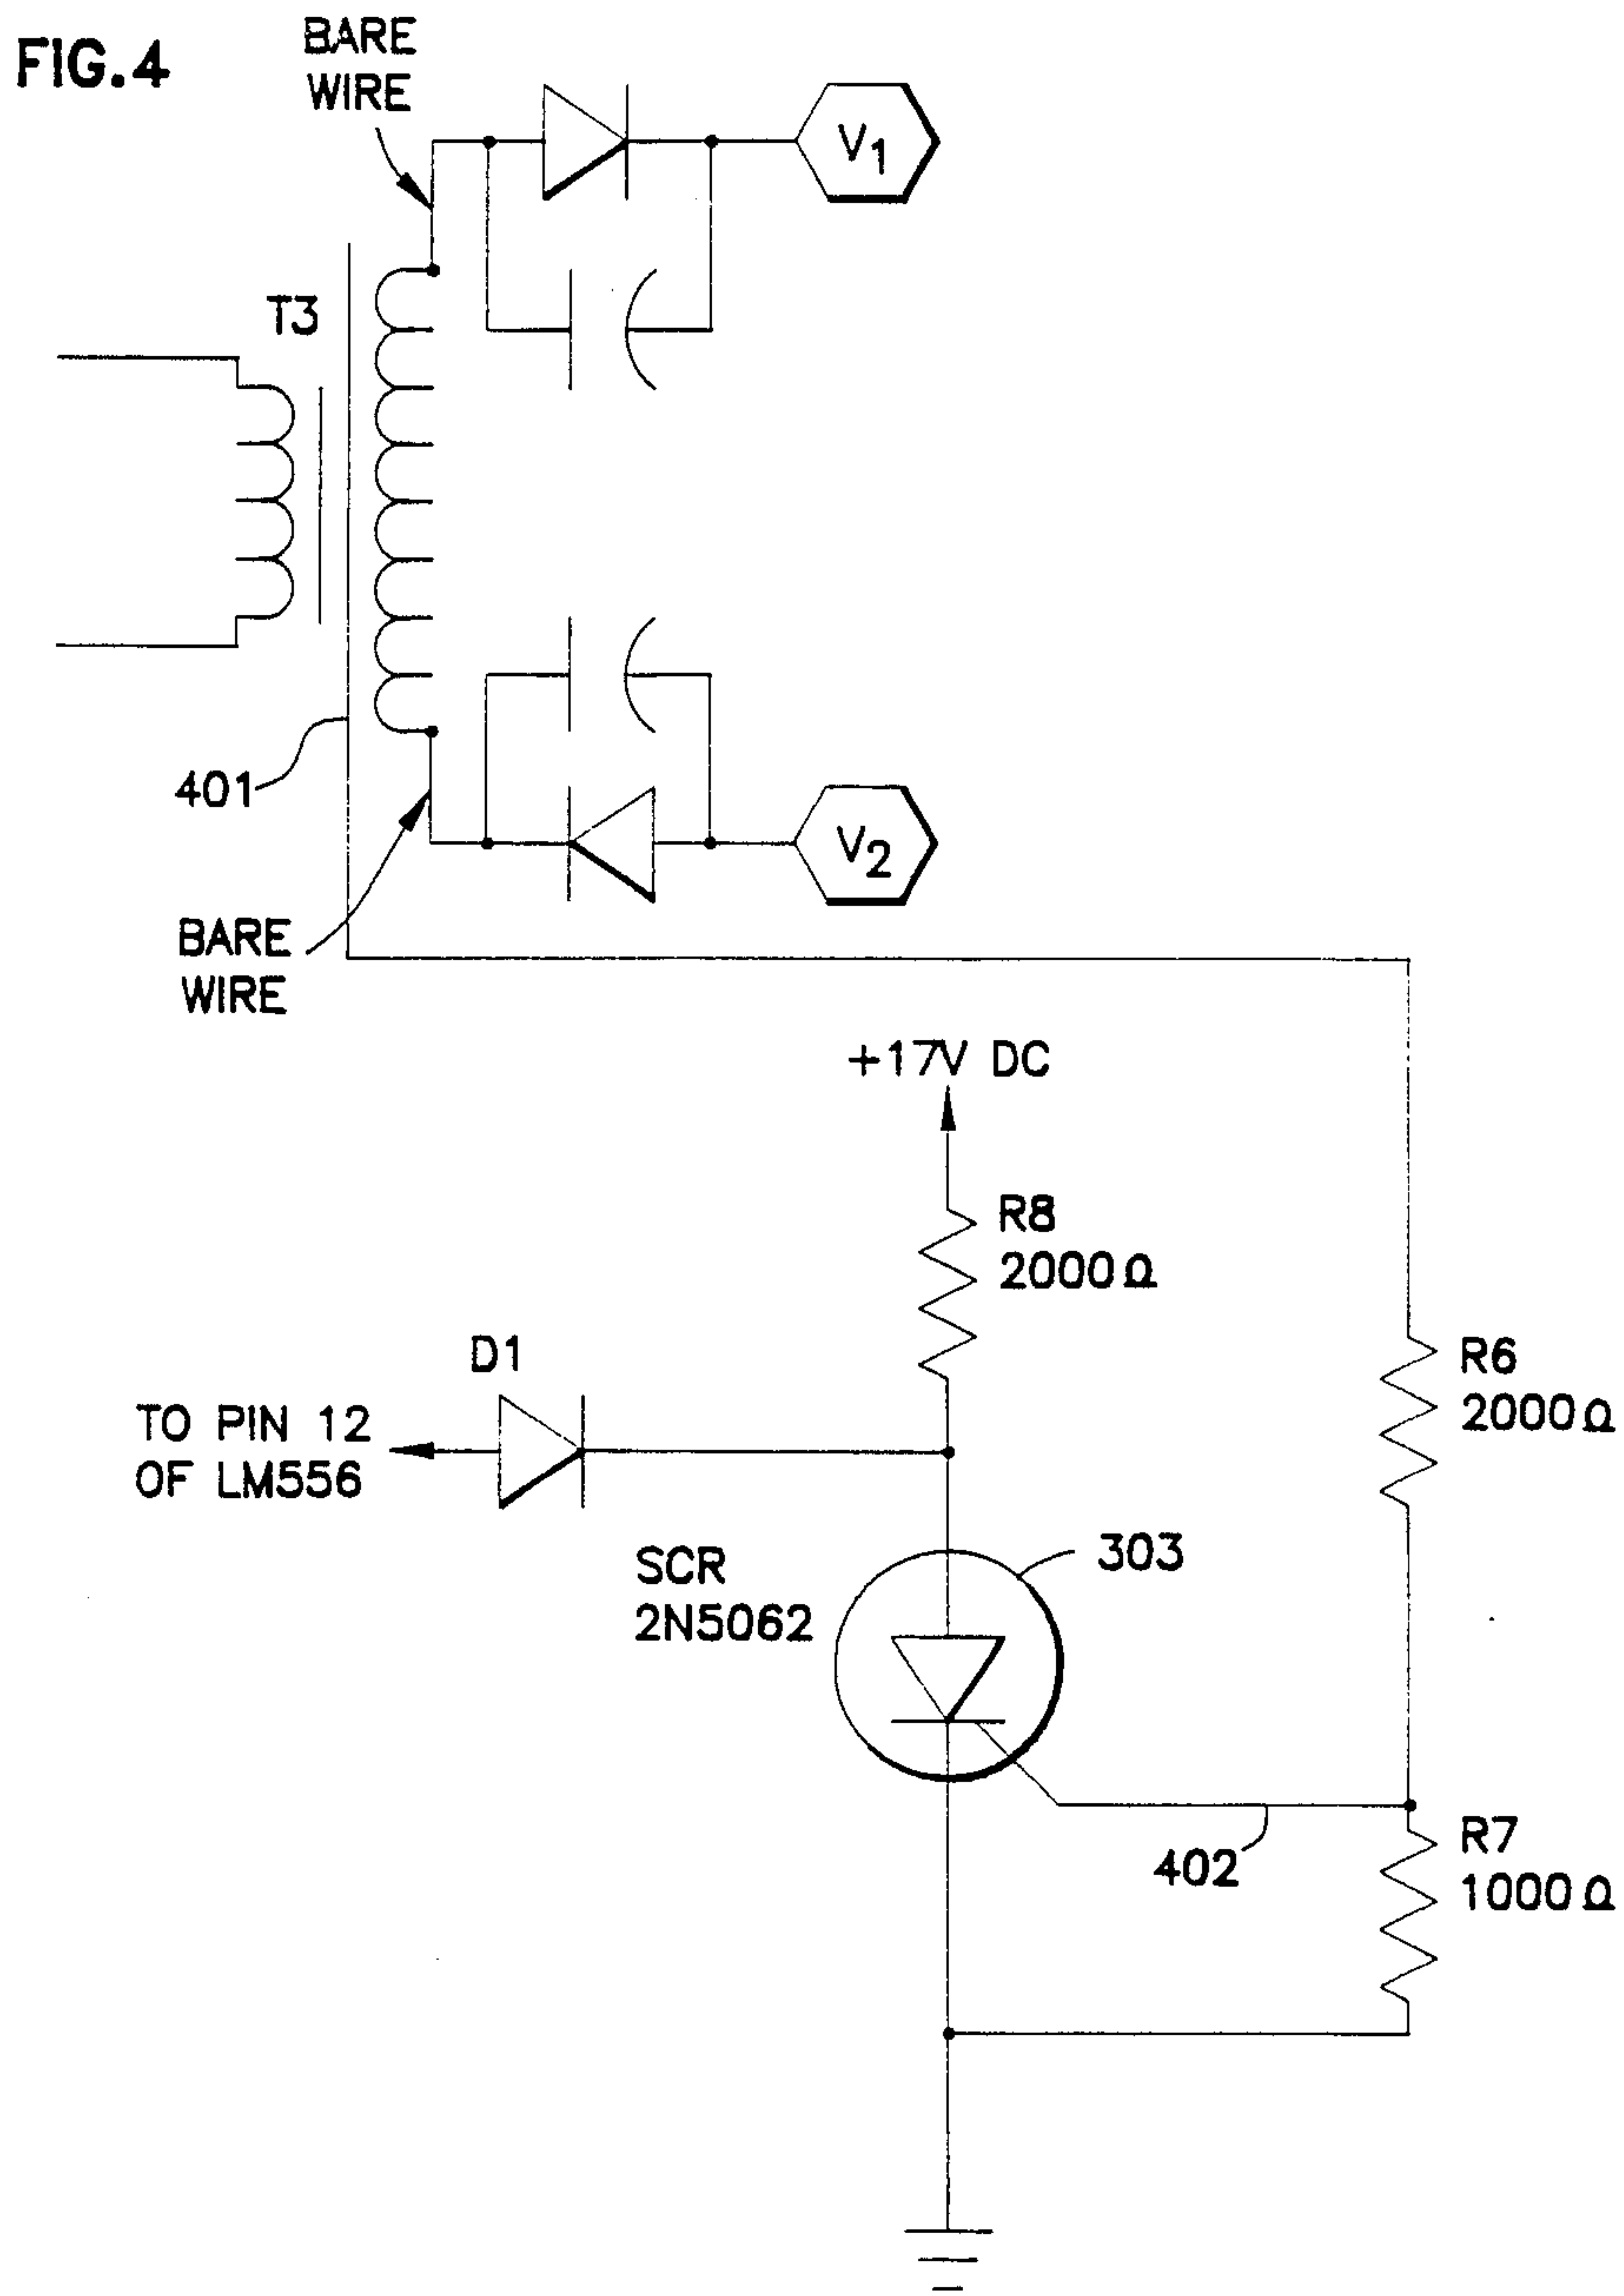 FIG.4
BARE
WIRE
V1
T3
401
V2
BARE
WIRE
+17V DC
R8
2000Ω
D1
R6
2000Ω
TO PIN 12
OF LM556
SCR
2N5062
303
402
R7
1000Ω